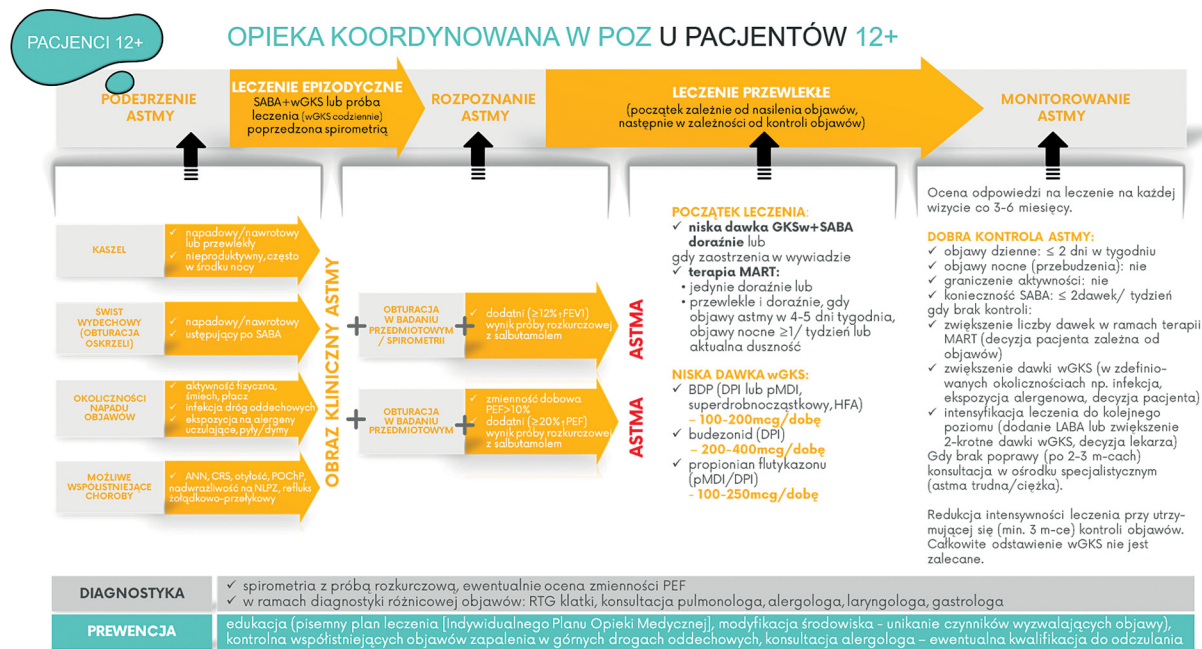 PACJENCI 12+
OPIEKA KOORDYNOWANA W POZ U PACJENTÓW 12+
PODEJRZENIE
ASTMY
LECZENIE EPIZODYCZNE
SABA+wGKS lub próba
leczenia (wGKS codziennie)
poprzedzona spirometrią
ROZPOZNANIE
ASTMY
LECZENIE PRZEWLEKŁE
(początek zależnie od nasilenia objawów,
następnie w zależności od kontroli objawów)
MONITOROWANIE
ASTMY
KASZEL
✓ napadowy/nawrotowy
lub przewlekły
✓ nieproduktywny, często
w środku nocy
ŚWIST
WYDECHOWY
(OBTURACJA
OSKRZELI)
✓ napadowy/nawrotowy
✓ ustępujący po SABA
OKOLICZNOŚCI
NAPADU
OBJAWÓW
✓ aktywność fizyczna,
śmiech, płacz
✓ infekcja dróg oddechowych
✓ ekspozycja na alergeny
uczulające, pyły/dymy
MOŻLIWE
WSPÓŁISTNIEJĄCE
CHOROBY
✓ ANN, CRS, otyłość, POChP,
nadwrażliwość na NLPZ, refluks
żołądkowo-przełykowy
OBRAZ KLINICZNY ASTMY
+
OBTURACJA
W BADANIU
PRZEDMIOTOWYM
/ SPIROMETRII
+
✓ dodatni (≥12%↑FEV1)
wynik próby rozkurczowej
z salbutamolem
ASTMA
+
OBTURACJA
W BADANIU
PRZEDMIOTOWYM
+
✓ zmienność dobowa
PEF>10%
✓ dodatni (≥20%↑PEF)
wynik próby rozkurczowej
z salbutamolem
ASTMA
POCZĄTEK LECZENIA:
✓ niska dawka GKSw+SABA
doraźnie lub
gdy zaostrzenia w wywiadzie
✓ terapia MART:
• jedynie doraźnie lub
• przewlekle i doraźnie, gdy
objawy astmy w 4-5 dni tygodnia,
objawy nocne ≥1/ tydzień lub
aktualna duszność
NISKA DAWKA wGKS:
✓ BDP (DPI lub pMDI,
superdrobnocząstkowy, HFA)
– 100-200mcg/dobę
✓ budezonid (DPI)
– 200-400mcg/dobę
✓ propionian flutykazonu
(pMDI/DPI)
- 100-250mcg/dobę
Ocena odpowiedzi na leczenie na każdej
wizycie co 3-6 miesięcy.
DOBRA KONTROLA ASTMY:
✓ objawy dzienne: ≤ 2 dni w tygodniu
✓ objawy nocne (przebudzenia): nie
✓ graniczenie aktywności: nie
✓ konieczność SABA: ≤ 2dawek/ tydzień
gdy brak kontroli:
✓ zwiększenie liczby dawek w ramach terapii
MART (decyzja pacjenta zależna od
objawów)
✓ zwiększenie dawki wGKS (w zdefinio-
wanych okolicznościach np. infekcja,
ekspozycja alergenowa, decyzja pacjenta)
✓ intensyfikacja leczenia do kolejnego
poziomu (dodanie LABA lub zwiększenie
2-krotne dawki wGKS, decyzja lekarza)
Gdy brak poprawy (po 2-3 m-cach)
konsultacja w ośrodku specjalistycznym
(astma trudna/ciężka).
Redukcja intensywności leczenia przy utrzy-
mującej się (min. 3 m-ce) kontroli objawów.
Całkowite odstawienie wGKS nie jest
zalecane.
DIAGNOSTYKA
✓ spirometria z próbą rozkurczową, ewentualnie ocena zmienności PEF
✓ w ramach diagnostyki różnicowej objawów: RTG klatki, konsultacja pulmonologa, alergologa, laryngologa, gastrologa
PREWENCJA
edukacja (pisemny plan leczenia [Indywidualnego Planu Opieki Medycznej], modyfikacja środowiska - unikanie czynników wyzwalających objawy),
kontrolna współistniejących objawów zapalenia w górnych drogach oddechowych, konsultacja alergologa – ewentualna kwalifikacja do odczulania